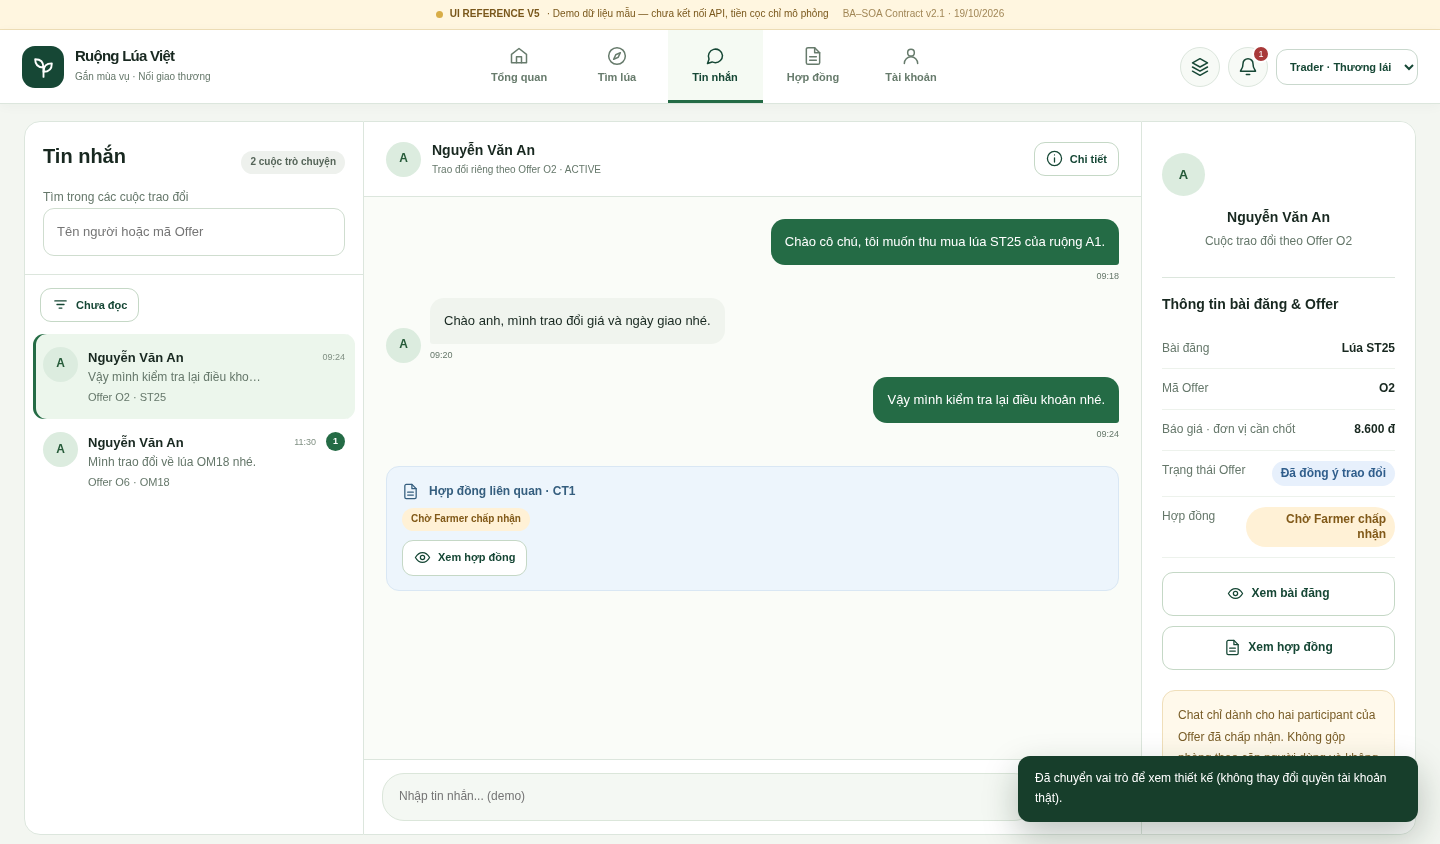 UI REFERENCE V5 · Demo dữ liệu mẫu — chưa kết nối API, tiền cọc chỉ mô phỏng BA–SOA Contract v2.1 · 19/10/2026
Ruộng Lúa Việt
Gắn mùa vụ · Nối giao thương
Tổng quan
Tìm lúa
Tin nhắn
Hợp đồng
Tài khoản
1
Trader · Thương lái
Tin nhắn
2 cuộc trò chuyện
Tìm trong các cuộc trao đổi
Tên người hoặc mã Offer
Chưa đọc
A
Nguyễn Văn An
09:24
Vậy mình kiểm tra lại điều kho…
Offer O2 · ST25
A
Nguyễn Văn An
11:30
1
Mình trao đổi về lúa OM18 nhé.
Offer O6 · OM18
A
Nguyễn Văn An
Trao đổi riêng theo Offer O2 · ACTIVE
Chi tiết
Chào cô chú, tôi muốn thu mua lúa ST25 của ruộng A1.
09:18
A
Chào anh, mình trao đổi giá và ngày giao nhé.
09:20
Vậy mình kiểm tra lại điều khoản nhé.
09:24
Hợp đồng liên quan · CT1
Chờ Farmer chấp nhận
Xem hợp đồng
Nhập tin nhắn... (demo)
A
Nguyễn Văn An
Cuộc trao đổi theo Offer O2
Thông tin bài đăng & Offer
Bài đăng
Lúa ST25
Mã Offer
O2
Báo giá · đơn vị cần chốt
8.600 đ
Trạng thái Offer
Đã đồng ý trao đổi
Hợp đồng
Chờ Farmer chấp
nhận
Xem bài đăng
Xem hợp đồng
Chat chỉ dành cho hai participant của
Offer đã chấp nhận. Không gộp
Đã chuyển vai trò để xem thiết kế (không thay đổi quyền tài khoản
thật).